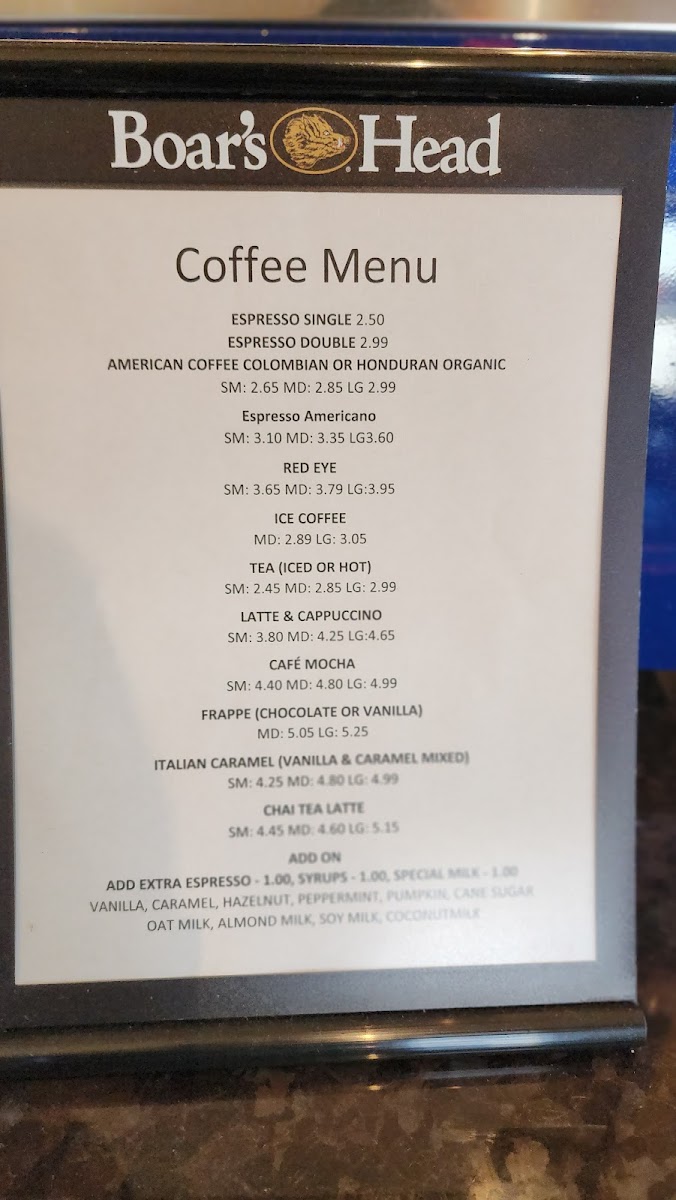 Boar's Head
Coffee Menu
ESPRESSO SINGLE 2.50
ESPRESSO DOUBLE 2.99
AMERICAN COFFEE COLOMBIAN OR HONDURAN ORGANIC
SM: 2.65 MD: 2.85 LG 2.99
Espresso Americano
SM: 3.10 MD: 3.35 LG3.60
RED EYE
SM: 3.65 MD: 3.79 LG:3.95
ICE COFFEE
MD: 2.89 LG: 3.05
TEA (ICED OR HOT)
SM: 2.45 MD: 2.85 LG: 2.99
LATTE & CAPPUCCINO
SM: 3.80 MD: 4.25 LG:4.65
CAFÉ MOCHA
SM: 4.40 MD: 4.80 LG: 4.99
FRAPPE (CHOCOLATE OR VANILLA)
MD: 5.05 LG: 5.25
ITALIAN CARAMEL (VANILLA & CARAMEL MIXED)
SM: 4.25 MD: 4.80 LG: 4.99
CHAI TEA LATTE
SM: 4.45 MD: 4.60 LG: 5.15
ADD ON
ADD EXTRA ESPRESSO - 1.00, SYRUPS - 1.00, SPECIAL MILK - 1.00
VANILLA, CARAMEL, HAZELNUT, PEPPERMINT, PUMPKIN, CANE SUGAR
OAT MILK, ALMOND MILK, SOY MILK, COCONUTMILK